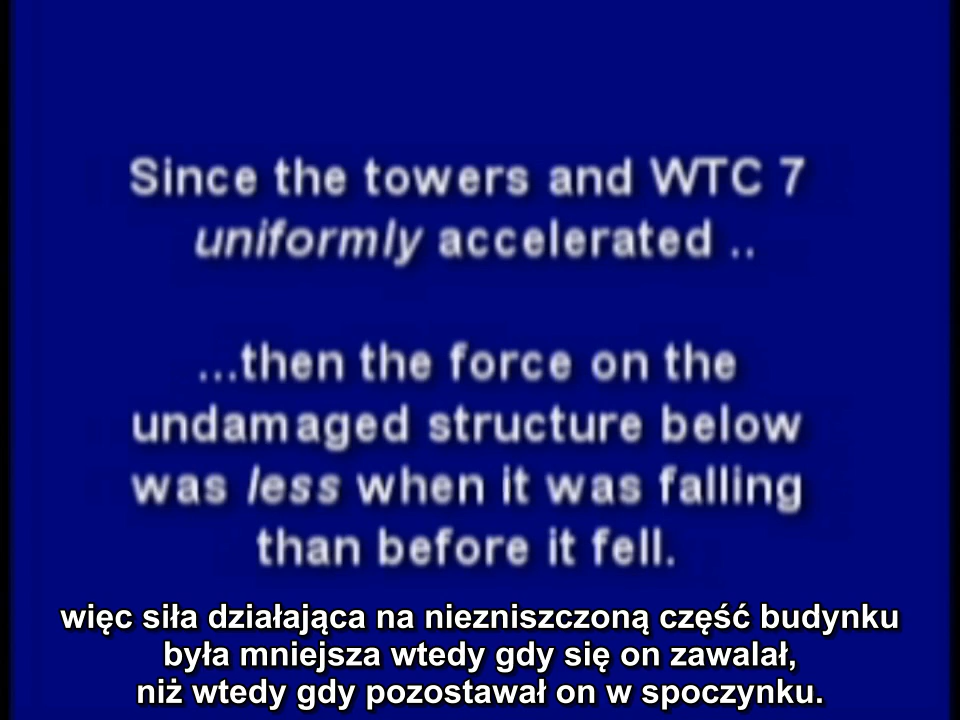 Since the towers and WTC 7
uniformly accelerated ..
...then the force on the
undamaged structure below
was less when it was falling
than before it fell.
więc siła działająca na niezniszczoną część budynku
była mniejsza wtedy gdy się on zawalał,
niż wtedy gdy pozostawał on w spoczynku.